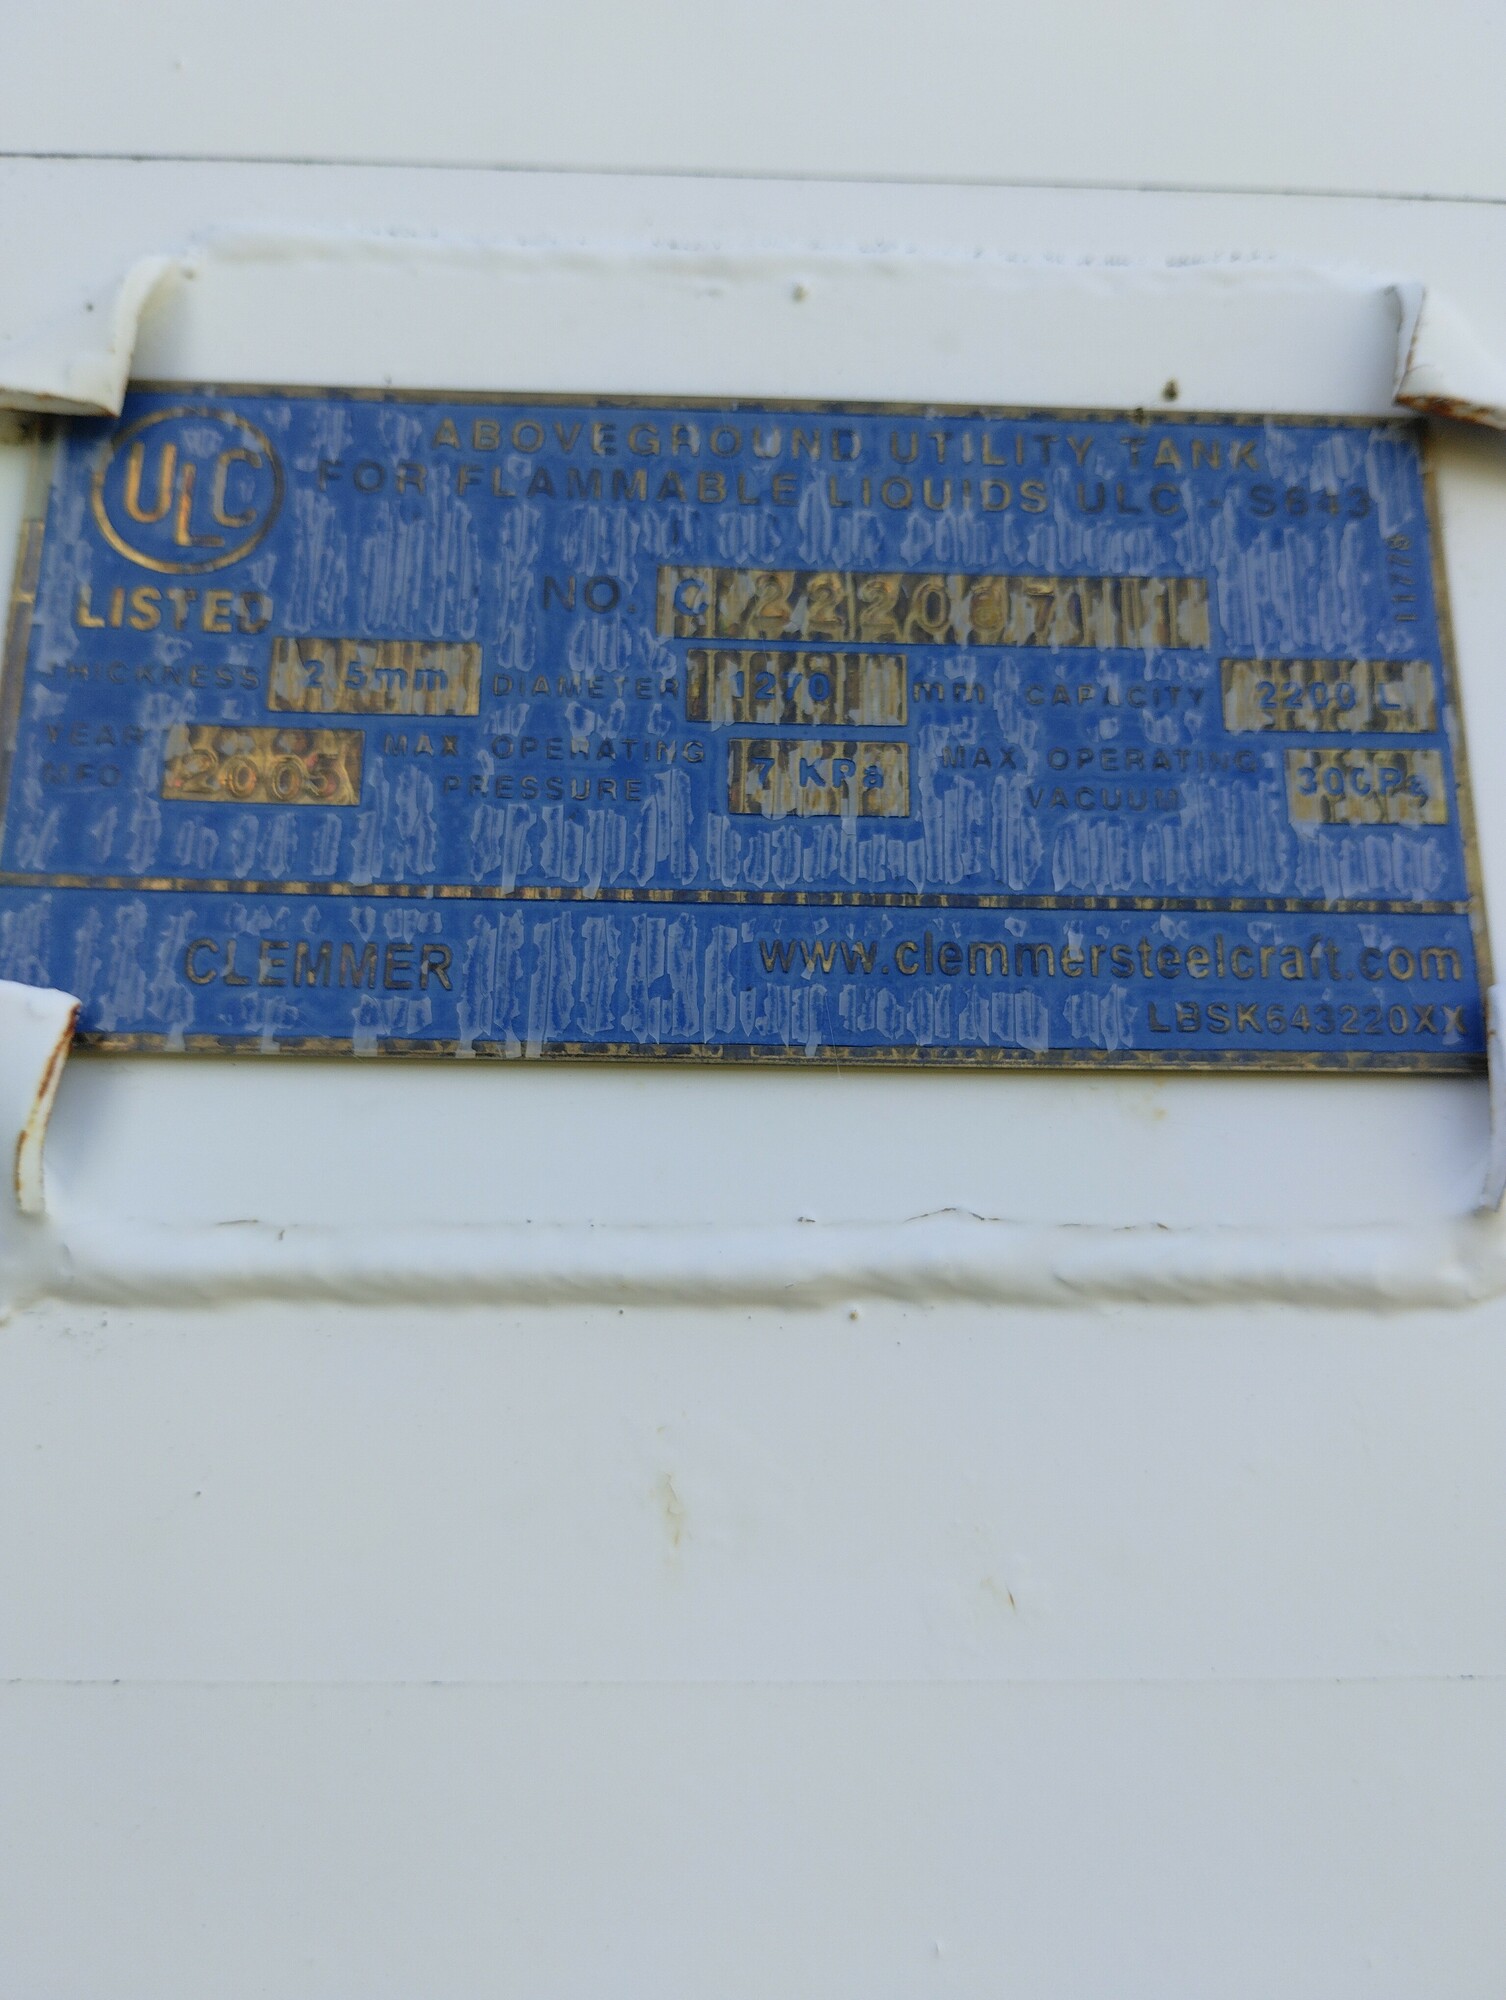 ULC
LISTED
ABOVEGROUND UTILITY TANK
FOR FLAMMABLE LIQUIDS ULC - S643
NO. C
THICKNESS 2.5mm DIAMETER 1270 mm CAPACITY 2200 L
YEAR MFG. 2005 MAX. OPERATING PRESSURE 7 KPa MAX. OPERATING VACUUM 300Pa
CLEMMER www.clemmersteelcraft.com
LBSK643220XX